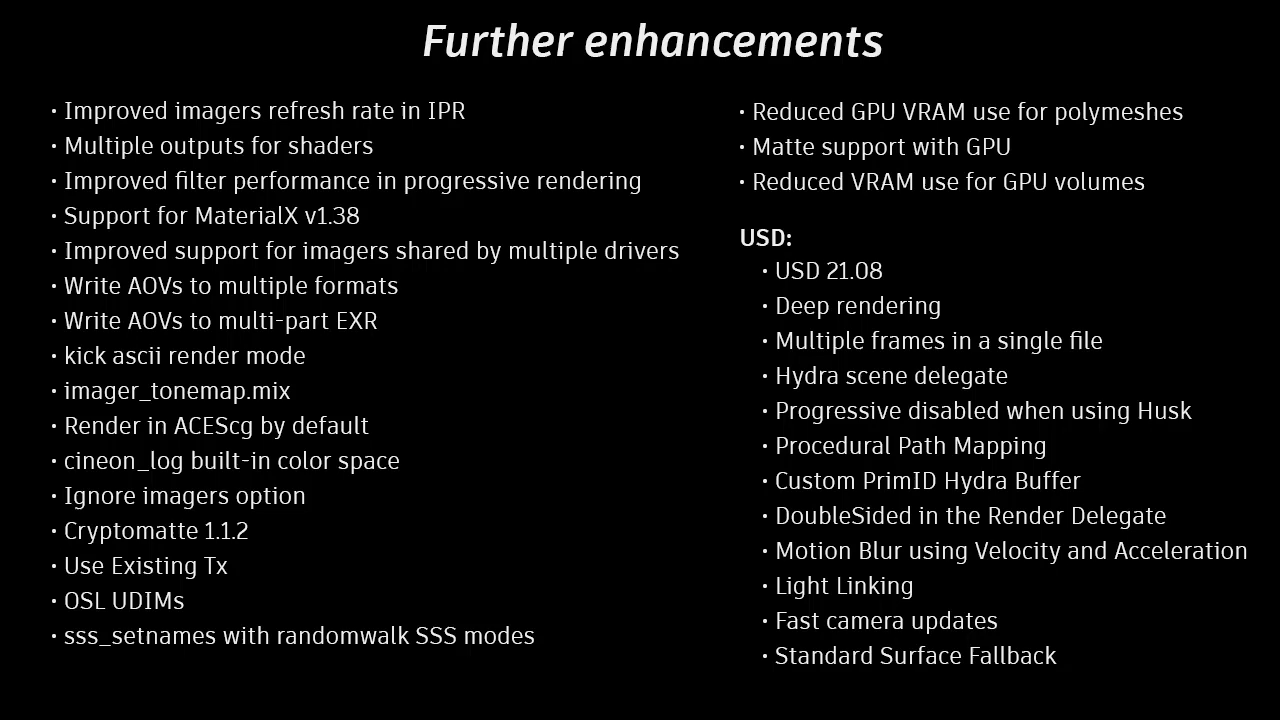 Further enhancements
• Improved imagers refresh rate in IPR
• Multiple outputs for shaders
• Improved filter performance in progressive rendering
• Support for MaterialX v1.38
• Improved support for imagers shared by multiple drivers
• Write AOVs to multiple formats
• Write AOVs to multi-part EXR
• kick ascii render mode
• imager_tonemap.mix
• Render in ACEScg by default
• cineon_log built-in color space
• Ignore imagers option
• Cryptomatte 1.1.2
• Use Existing Tx
• OSL UDIMs
• sss_setnames with randomwalk SSS modes
• Reduced GPU VRAM use for polymeshes
• Matte support with GPU
• Reduced VRAM use for GPU volumes
USD:
• USD 21.08
• Deep rendering
• Multiple frames in a single file
• Hydra scene delegate
• Progressive disabled when using Husk
• Procedural Path Mapping
• Custom PrimID Hydra Buffer
• DoubleSided in the Render Delegate
• Motion Blur using Velocity and Acceleration
• Light Linking
• Fast camera updates
• Standard Surface Fallback